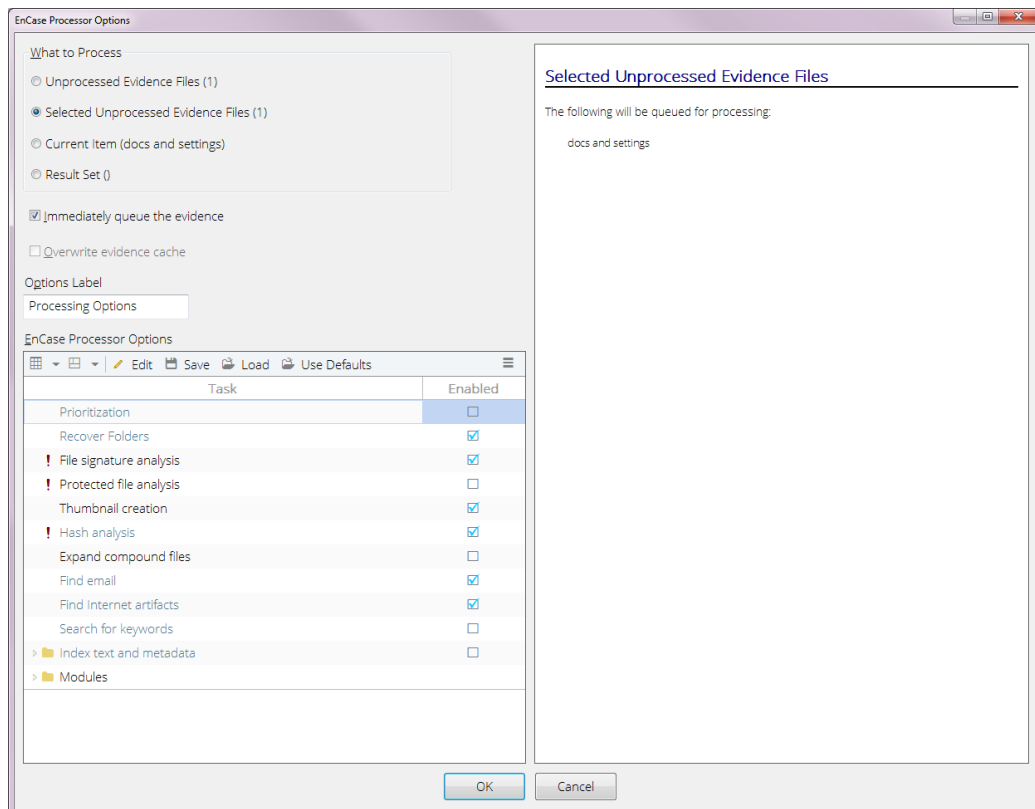 EnCase Processor Options
What to Process
Unprocessed Evidence Files (1)
Selected Unprocessed Evidence Files (1)
Current Item (docs and settings)
Result Set ()
Immediately queue the evidence
Overwrite evidence cache
Options Label
Processing Options
EnCase Processor Options
Edit Save Load Use Defaults
Task Enabled
Prioritization
Recover Folders
! File signature analysis
! Protected file analysis
Thumbnail creation
! Hash analysis
Expand compound files
Find email
Find Internet artifacts
Search for keywords
Index text and metadata
Modules
Selected Unprocessed Evidence Files
The following will be queued for processing:
docs and settings
OK Cancel